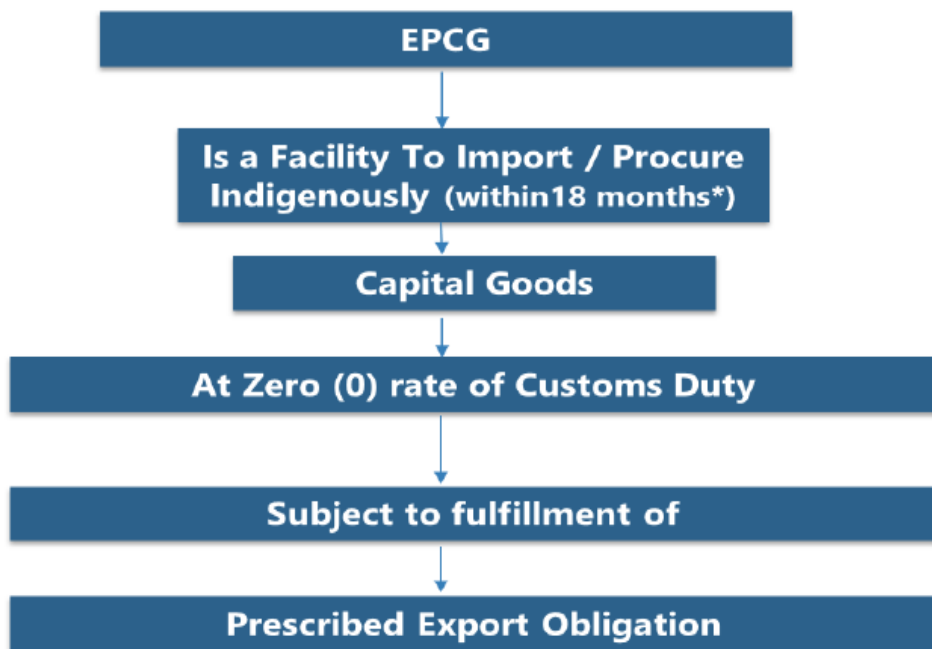 EPCG
Is a Facility To Import / Procure
Indigenously (within18 months*)
Capital Goods
At Zero (0) rate of Customs Duty
Subject to fulfillment of
Prescribed Export Obligation